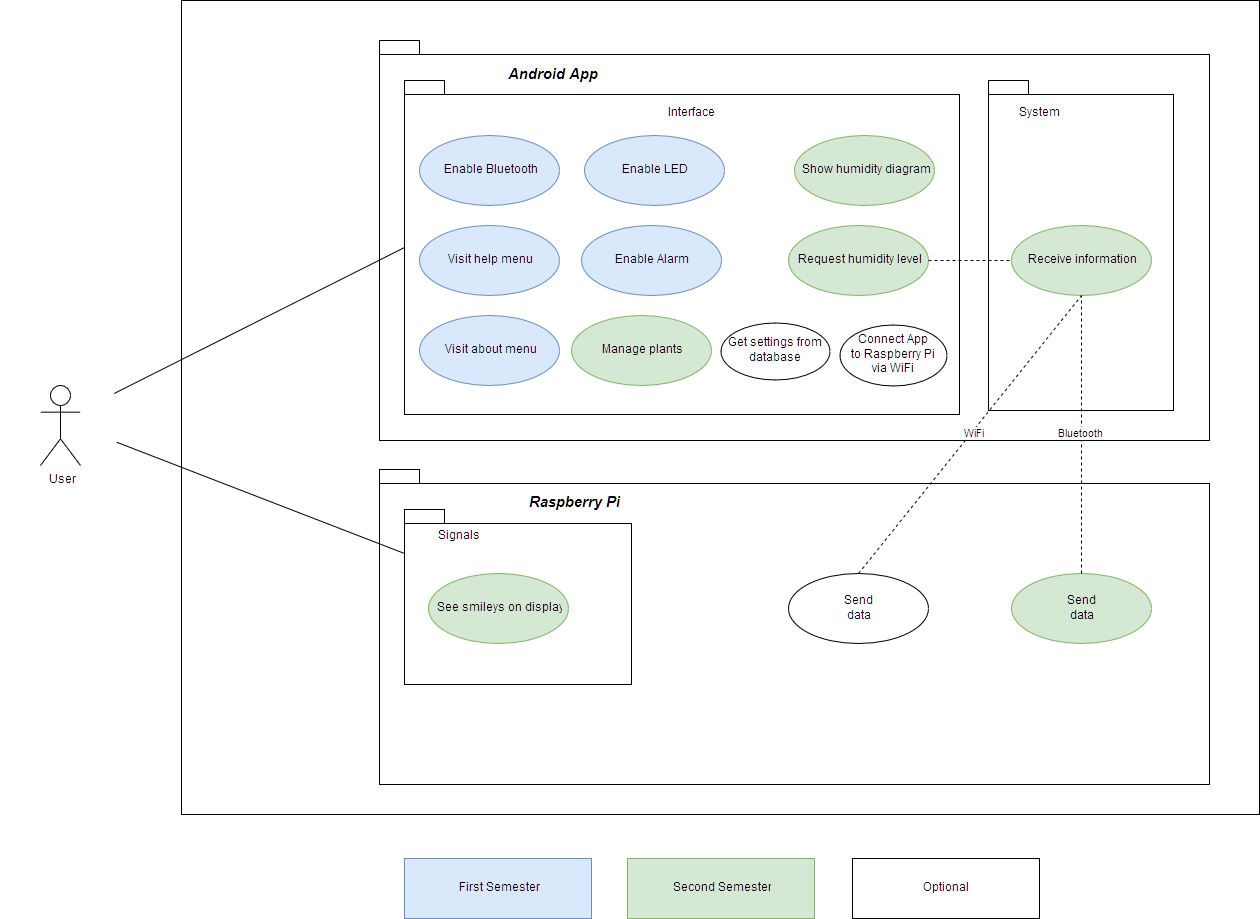 Android App
Interface
System
Enable Bluetooth
Enable LED
Show humidity diagram
Visit help menu
Enable Alarm
Request humidity level
Receive information
Visit about menu
Manage plants
Get settings from
database
Connect App
to Raspberry Pi
via WiFi
WiFi
Bluetooth
User
Raspberry Pi
Signals
See smileys on display
Send
data
Send
data
First Semester
Second Semester
Optional